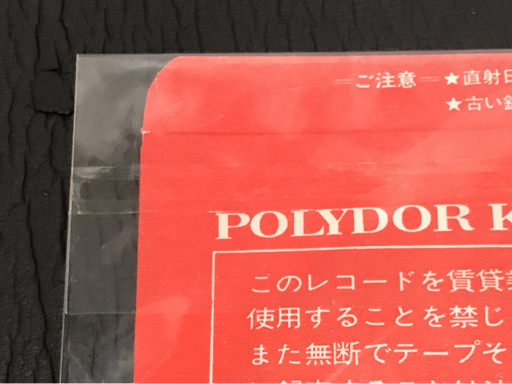 ―ご注意― ★直射日
★古い
POLYDOR K
このレコードを賃貸業
使用することを禁じ
また無断でテープそ